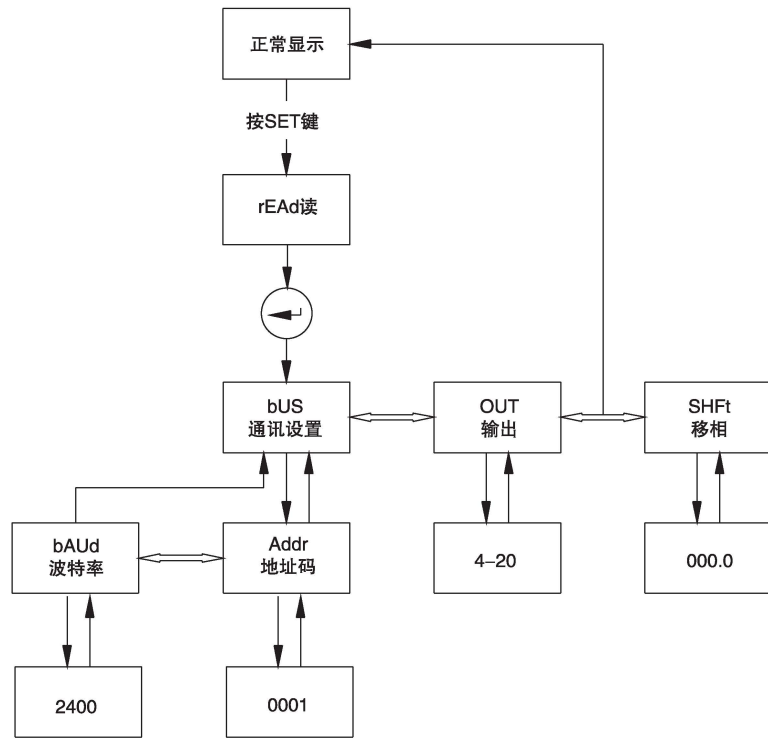 正常显示
按SET键
rEAd读
bUS
通讯设置
OUT
输出
SHFt
移相
bAUd
波特率
Addr
地址码
4–20
000.0
2400
0001